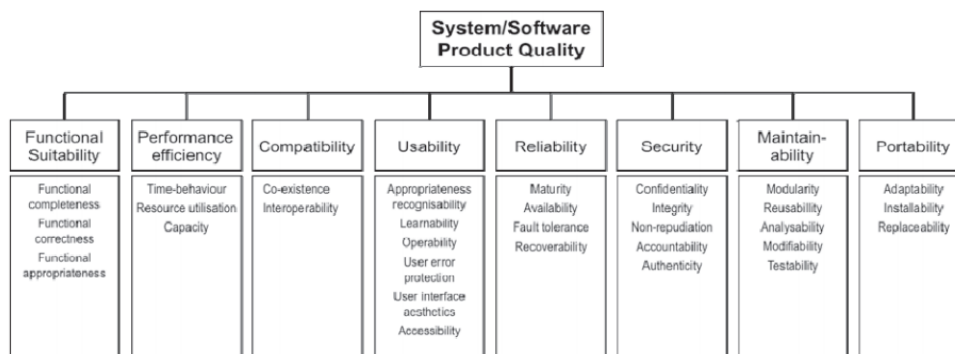 System/Software
Product Quality
Functional
Suitability
Performance
efficiency
Compatibility
Usability
Reliability
Security
Maintain-
ability
Portability
Functional
completeness
Functional
correctness
Functional
appropriateness
Time-behaviour
Resource utilisation
Capacity
Co-existence
Interoperability
Appropriateness
recognisability
Learnability
Operability
User error
protection
User interface
aesthetics
Accessibility
Maturity
Availability
Fault tolerance
Recoverability
Confidentiality
Integrity
Non-repudiation
Accountability
Authenticity
Modularity
Reusabillity
Analysability
Modifiability
Testability
Adaptability
Installability
Replaceability